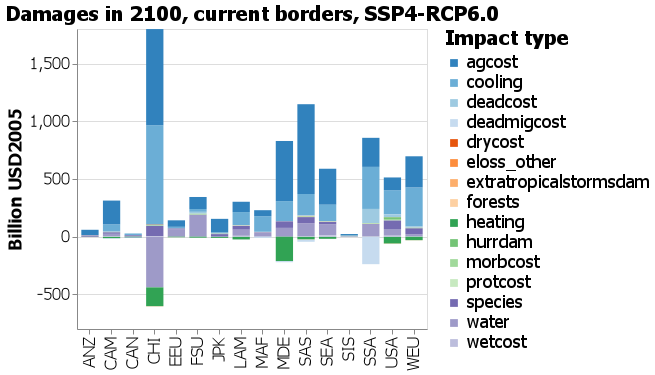 Damages in 2100, current borders, SSP4-RCP6.0
Impact type
agcost
cooling
deadcost
deadmigcost
drycost
eloss_other
extratropicalstormsdam
forests
heating
hurrdam
morbcost
protcost
species
water
wetcost
Billion USD2005
1,500
1,000
500
0
-500
ANZ
CAM
CAN
CHI
EEU
FSU
JPK
LAM
MAF
MDE
SAS
SEA
SIS
SSA
USA
WEU